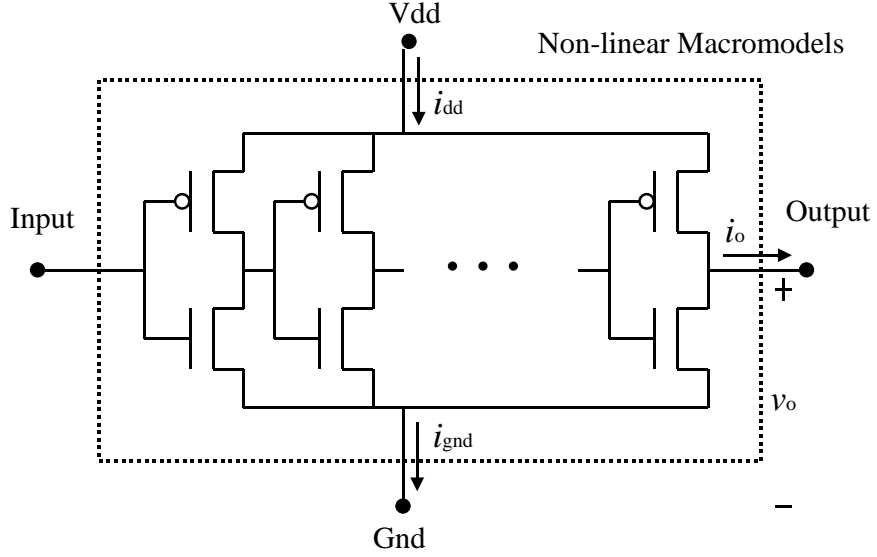 Vdd
Non-linear Macromodels
idd
Input
Output
io
+
vo
ignd
−
Gnd